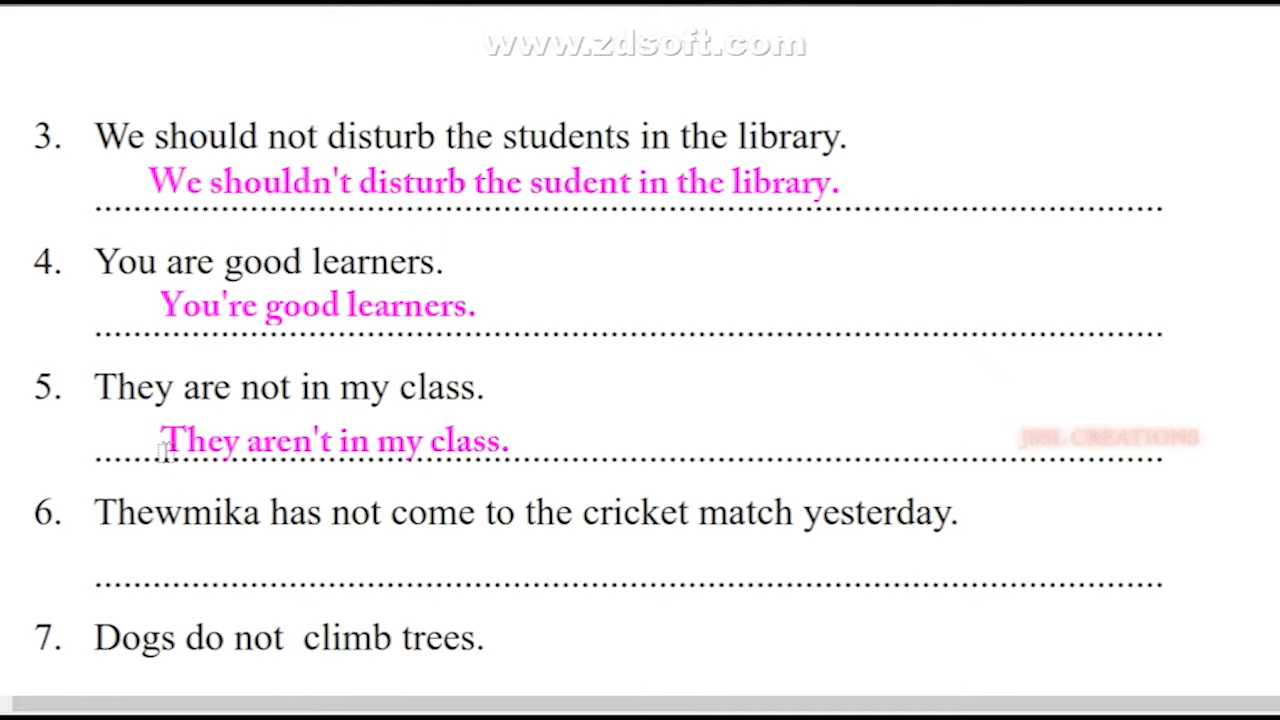 www.zdsoft.com
3. We should not disturb the students in the library.
We shouldn't disturb the sudent in the library.
4. You are good learners.
You're good learners.
5. They are not in my class.
They aren't in my class.
JBSL CREATIONS
6. Thewmika has not come to the cricket match yesterday.
7. Dogs do not climb trees.